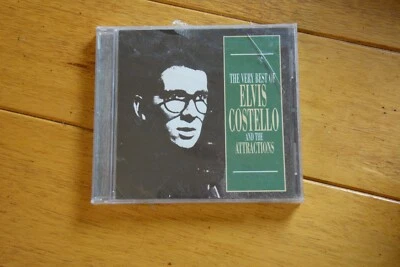 THE VERY BEST OF
ELVIS
COSTELLO
AND THE
ATTRACTIONS